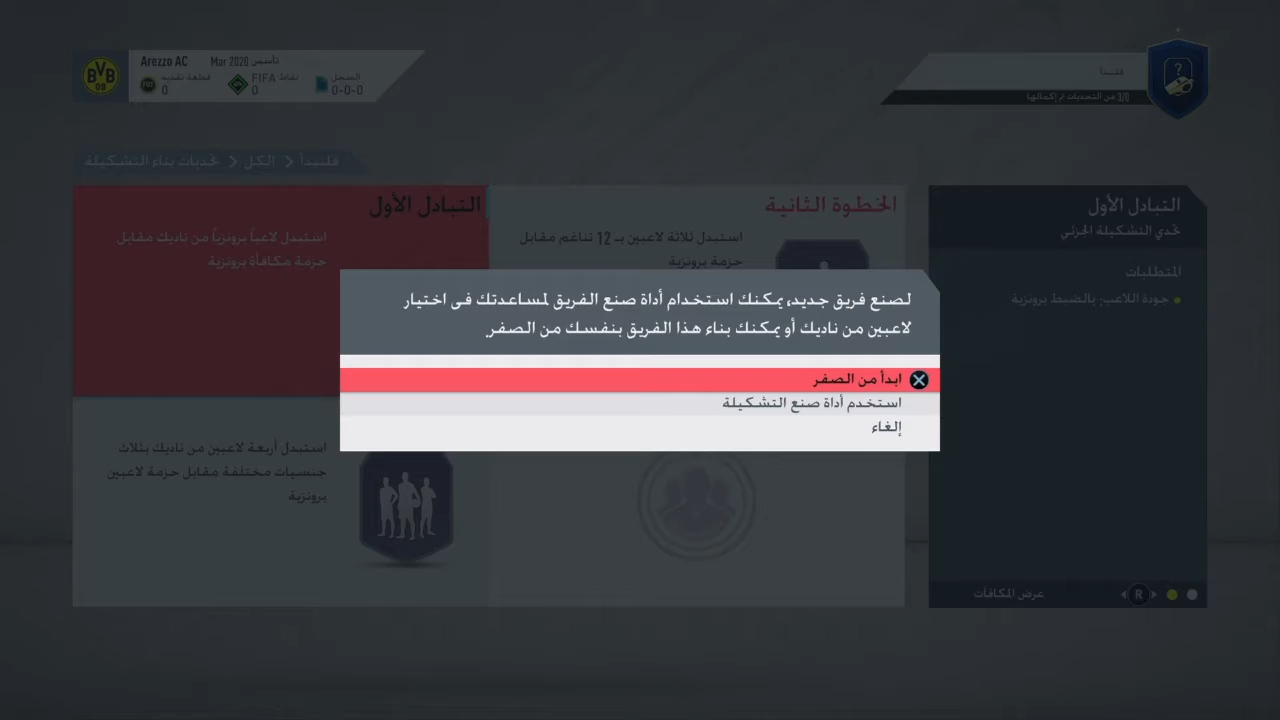 Arezzo AC
Mar 2020 تأسيس
قطعة نقدية
0
FIFA نقاط
0
السجل
0-0-0
فلنبدأ
3/0 من التحديات تم إكمالها
تحديات بناء التشكيلة
الكل
فلنبدأ
التبادل الأول
استبدل لاعباً برونزياً من ناديك مقابل
حزمة مكافأة برونزية
الخطوة الثانية
استبدل ثلاثة لاعبين بـ 12 تناغم مقابل
حزمة برونزية
التبادل الأول
تحدي التشكيلة الجزئي
المتطلبات
جودة اللاعب: بالضبط برونزية
لصنع فريق جديد، يمكنك استخدام أداة صنع الفريق لمساعدتك في اختيار
لاعبين من ناديك أو يمكنك بناء هذا الفريق بنفسك من الصفر.
ابدأ من الصفر
استخدم أداة صنع التشكيلة
إلغاء
استبدل أربعة لاعبين من ناديك بثلاث
جنسيات مختلفة مقابل حزمة لاعبين
برونزية
R
عرض المكافآت